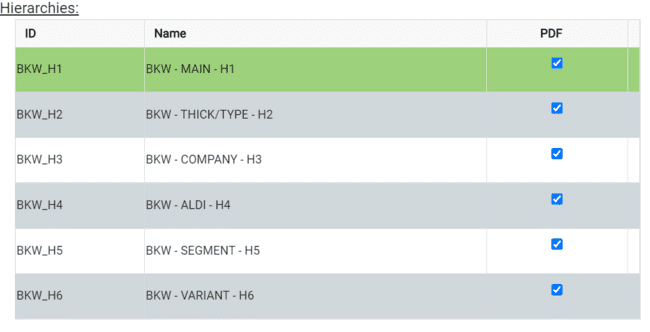 Hierarchies:
ID Name PDF
BKW_H1 BKW - MAIN - H1
BKW_H2 BKW - THICK/TYPE - H2
BKW_H3 BKW - COMPANY - H3
BKW_H4 BKW - ALDI - H4
BKW_H5 BKW - SEGMENT - H5
BKW_H6 BKW - VARIANT - H6